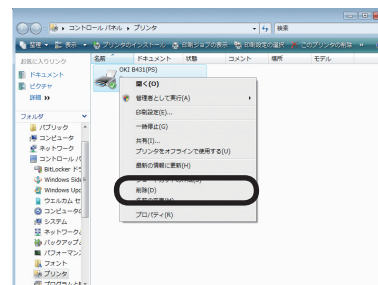 コントロール パネル ▸ プリンタ
検索
整理 表示 プリンタのインストール 印刷ジョブの表示 印刷設定の選択 このプリンタの削除 »
お気に入りリンク
ドキュメント
ピクチャ
詳細 »
フォルダ
パブリック
コンピュータ
ネットワーク
コントロール パ
BitLocker ド
Windows Side
Windows Upd
ウエルカム セ
コンピュータの
システム
ネットワーク
バックアップと
パフォーマン
フォント
プリンタ
プログラムと
名前 ドキュメント 状態 コメント 場所 モデル
OKI B431(PS)
開く(O)
管理者として実行(A)
印刷設定(E)...
一時停止(G)
共有(I)...
プリンタをオフラインで使用する(U)
最新の情報に更新(H)
削除(D)
プロパティ(R)